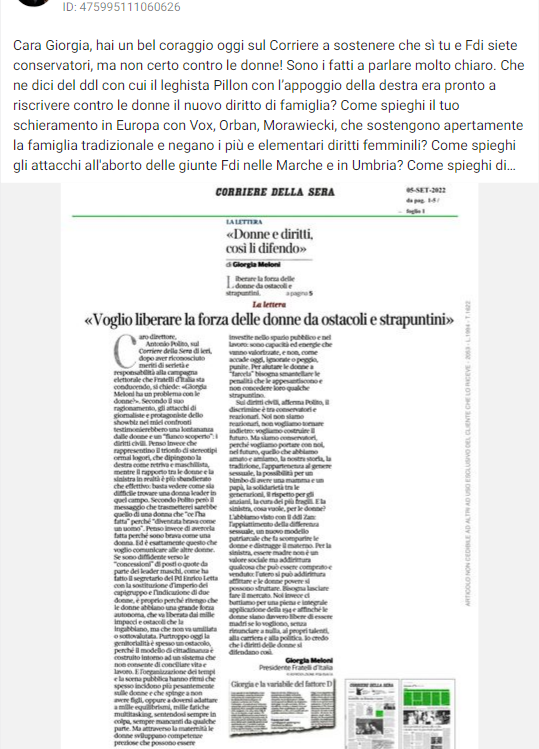 ID: 475995111060626
Cara Giorgia, hai un bel coraggio oggi sul Corriere a sostenere che sì tu e Fdi siete
conservatori, ma non certo contro le donne! Sono i fatti a parlare molto chiaro. Che
ne dici del ddl con cui il leghista Pillon con l'appoggio della destra era pronto a
riscrivere contro le donne il nuovo diritto di famiglia? Come spieghi il tuo
schieramento in Europa con Vox, Orban, Morawiecki, che sostengono apertamente
la famiglia tradizionale e negano i più e elementari diritti femminili? Come spieghi
gli attacchi all'aborto delle giunte Fdi nelle Marche e in Umbria? Come spieghi di...
CORRIERE DELLA SERA
05-SET-2022
da pag. 1-5 /
foglio 1
LA LETTERA
«Donne e diritti,
così li difendo»
di Giorgia Meloni
Liberare la forza delle
donne da ostacoli e
strapuntini. a pagina 5
La lettera
«Voglio liberare la forza delle donne da ostacoli e strapuntini»
Caro direttore,
Antonio Polito, sul
Corriere della Sera di ieri,
dopo aver riconosciuto
meriti di serietà e
responsabilità alla campagna
elettorale che Fratelli d'Italia sta
conducendo, si chiede: «Giorgia
Meloni ha un problema con le
donne?». Secondo il suo
ragionamento, gli attacchi di
giornaliste e protagoniste dello
showbiz nei miei confronti
testimonierebbero una lontananza
dalle donne e un "fianco scoperto": i
diritti civili. Penso invece che
rappresentino il trionfo di stereotipi
ormai logori, che dipingono la
destra come retriva e maschilista,
mentre il rapporto tra le donne e la
sinistra in realtà è più sbandierato
che effettivo: basta vedere come sia
difficile trovare una donna leader in
quel campo. Secondo Polito però il
messaggio che trasmetterei sarebbe
quello di una donna che "ce l'ha
fatta" perché "diventata brava come
un uomo". Penso invece di avercela
fatta perché sono brava come una
donna. Ed è esattamente questo che
voglio comunicare alle altre donne.
Se sono diffidente verso le
"concessioni" di posti o quote da
parte dei leader maschi, come ha
fatto il segretario del Pd Enrico Letta
con la sostituzione d'imperio dei
capigruppo e l'indicazione di due
donne, è proprio perché ritengo che
le donne abbiano una grande forza
autonoma, che va liberata dai mille
impacci e ostacoli che la
ingabbiano, ma che non va umiliata
o sottovalutata. Purtroppo oggi la
genitorialità è spesso un ostacolo,
perché il modello di cittadinanza è
costruito intorno ad un sistema che
non consente di conciliare vita e
lavoro. E l'organizzazione dei tempi
e la scena pubblica hanno ritmi che
spesso incidono più pesantemente
sulle donne e che spinge a non
avere figli, oppure a doversi adattare
a mille equilibrismi, mille fatiche
multitasking, sentendosi sempre in
colpa, sempre mancanti da qualche
parte. Ma attraverso la maternità le
donne sviluppano competenze
preziose che possono essere
investite nello spazio pubblico e nel
lavoro: sono capacità ed energie che
vanno valorizzate, e non, come
accade oggi, ignorate o peggio,
punite. Per aiutare le donne a
"farcela" bisogna smantellare le
penalità che le appesantiscono e
non concedere loro qualche
strapuntino.
Sui diritti civili, afferma Polito, il
discrimine è tra conservatori e
reazionari. Noi non siamo
reazionari, non vogliamo tornare
indietro: vogliamo costruire il
futuro. Ma siamo conservatori,
perché vogliamo portare con noi,
nel futuro, quello che abbiamo
amato e amiamo, la nostra storia, la
tradizione, l'appartenenza al genere
sessuale, la possibilità per un
bimbo di avere una mamma e un
papà, la solidarietà tra le
generazioni, il rispetto per gli
anziani, la cura dei più fragili. E la
sinistra, cosa vuole, per le donne?
L'abbiamo visto con il ddl Zan:
l'appiattimento della differenza
sessuale, un nuovo modello
patriarcale che fa scomparire le
donne e distrugge il materno. Per la
sinistra, essere madre non è un
valore sociale ma addirittura
qualcosa che può essere comprato e
venduto: l'utero si può addirittura
affittare e le donne povere si
possono sfruttare. Bisogna lasciare
fare il mercato. Noi invece ci
battiamo per una piena e integrale
applicazione della 194 e affinché le
donne siano davvero libere di essere
madri se lo vogliono, senza
rinunciare a nulla, ai propri talenti,
alla carriera e alla politica. Io credo
che i diritti delle donne si
difendano così.
Giorgia Meloni
Presidente Fratelli d'Italia
Giorgia e la variabile del fattore D
ARTICOLO NON CEDIBILE AD ALTRI AD USO ESCLUSIVO DEL CLIENTE CHE LO RICEVE